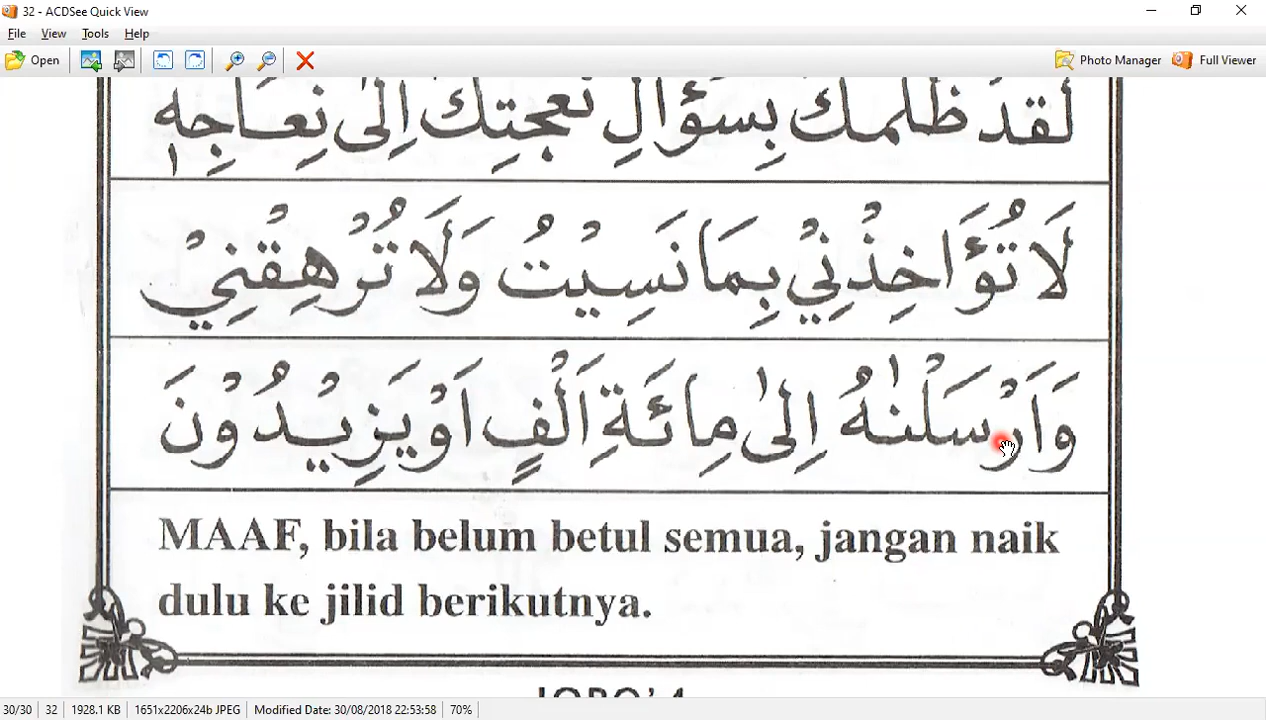 32 - ACDSee Quick View
File View Tools Help
Open Photo Manager Full Viewer
لَقَدْ ظَلَمَكَ بِسُؤَالِ نَعْجَتِكَ إِلٰى نِعَاجِهٖ
لَا تُؤَاخِذْنِيْ بِمَا نَسِيْتُ وَلَا تُرْهِقْنِيْ
وَاَرْسَلْنٰهُ اِلٰى مِائَةِ اَلْفٍ اَوْيَزِيْدُوْنَ
MAAF, bila belum betul semua, jangan naik
dulu ke jilid berikutnya.
30/30 32 1928.1 KB 1651x2206x24b JPEG Modified Date: 30/08/2018 22:53:58 70%